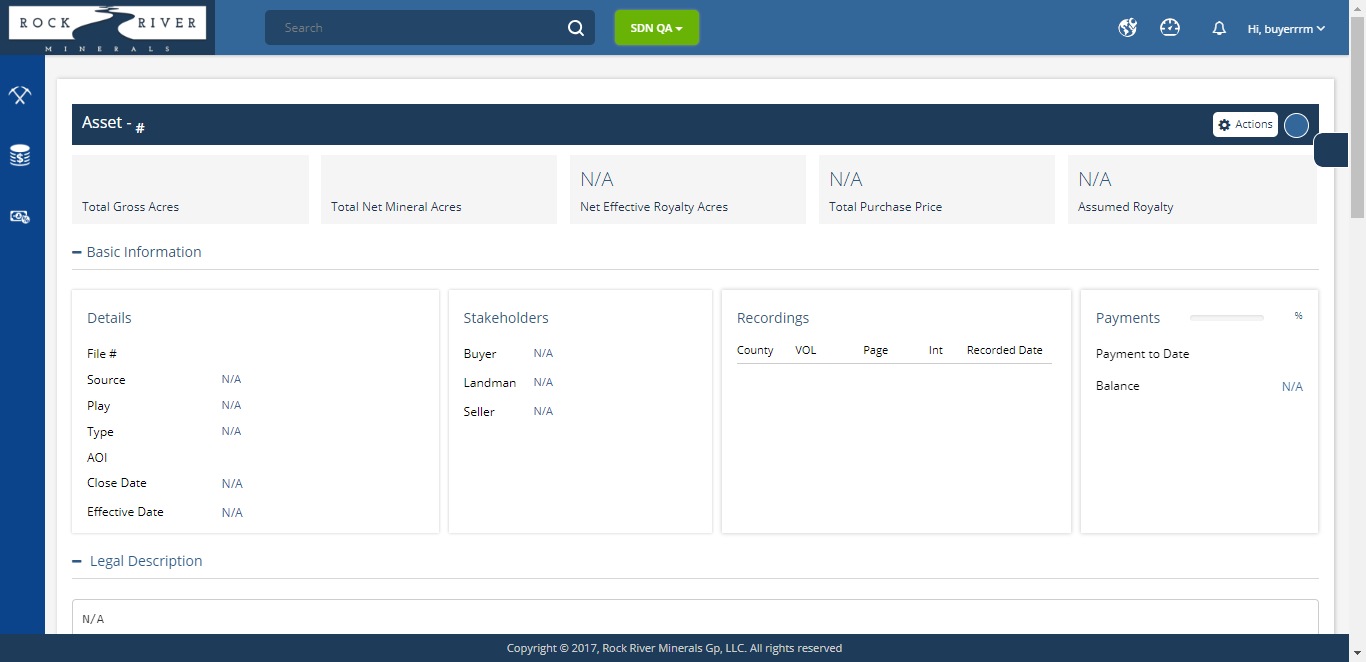 ROCK RIVER
MINERALS
Search
SDN QA
Hi, buyerrrm
Asset - #
Actions
Total Gross Acres
Total Net Mineral Acres
N/A
Net Effective Royalty Acres
N/A
Total Purchase Price
N/A
Assumed Royalty
Basic Information
Details
File #
Source N/A
Play N/A
Type N/A
AOI
Close Date N/A
Effective Date N/A
Stakeholders
Buyer N/A
Landman N/A
Seller N/A
Recordings
County VOL Page Int Recorded Date
Payments %
Payment to Date
Balance N/A
Legal Description
N/A
Copyright © 2017, Rock River Minerals Gp, LLC. All rights reserved